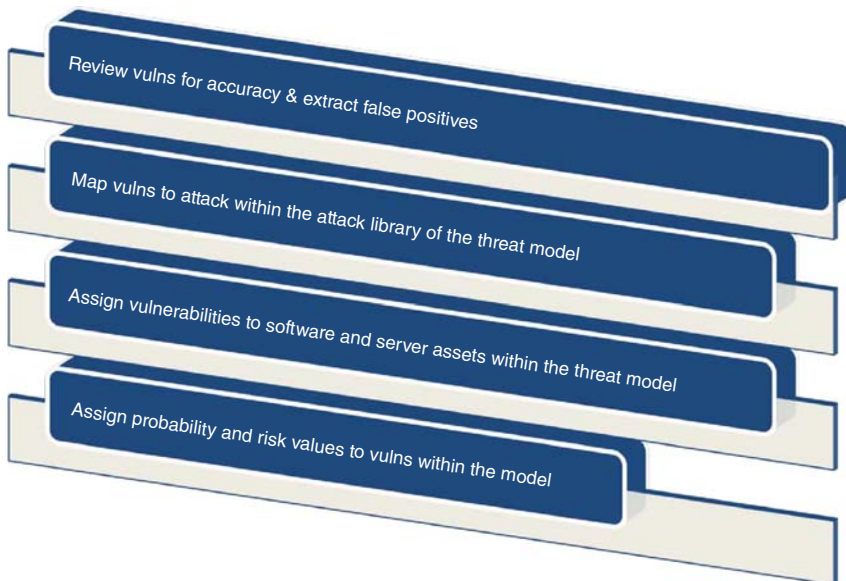 Review vulns for accuracy & extract false positives
Map vulns to attack within the attack library of the threat model
Assign vulnerabilities to software and server assets within the threat model
Assign probability and risk values to vulns within the model